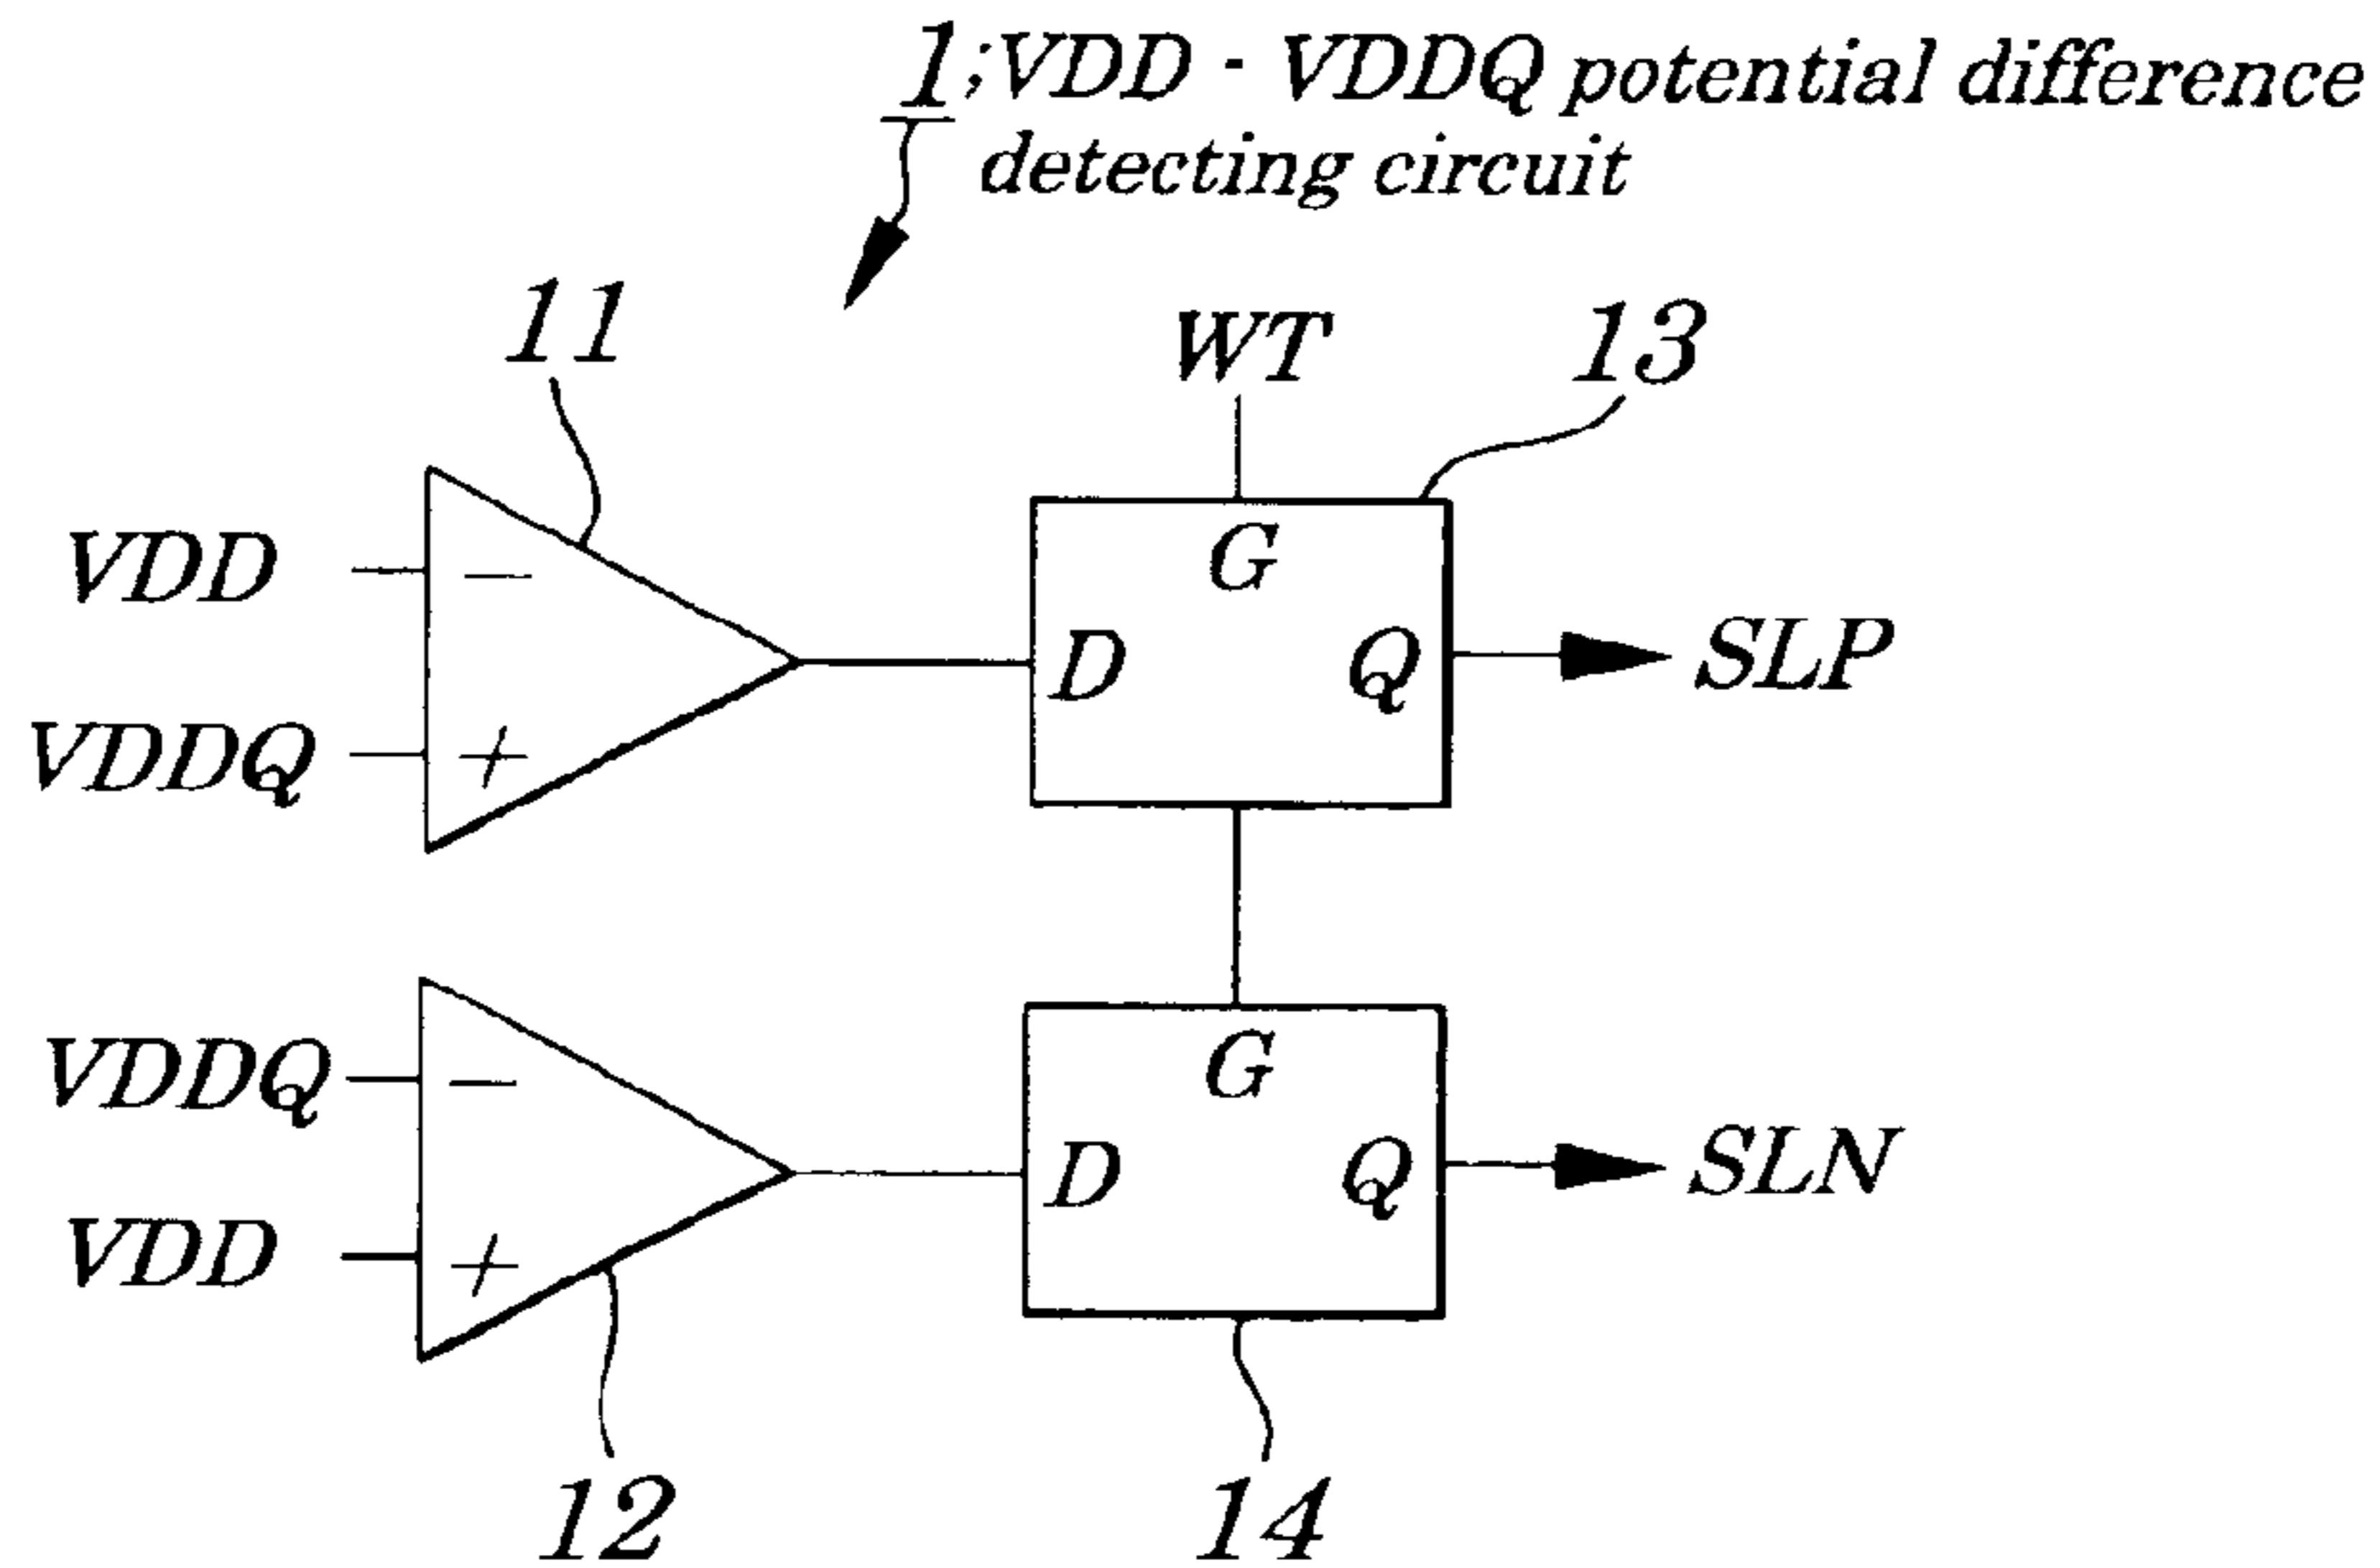 1;VDD - VDDQ potential difference
detecting circuit
11
WT
13
VDD
−
G
D
Q
SLP
VDDQ
+
VDDQ
−
G
D
Q
SLN
VDD
+
12
14